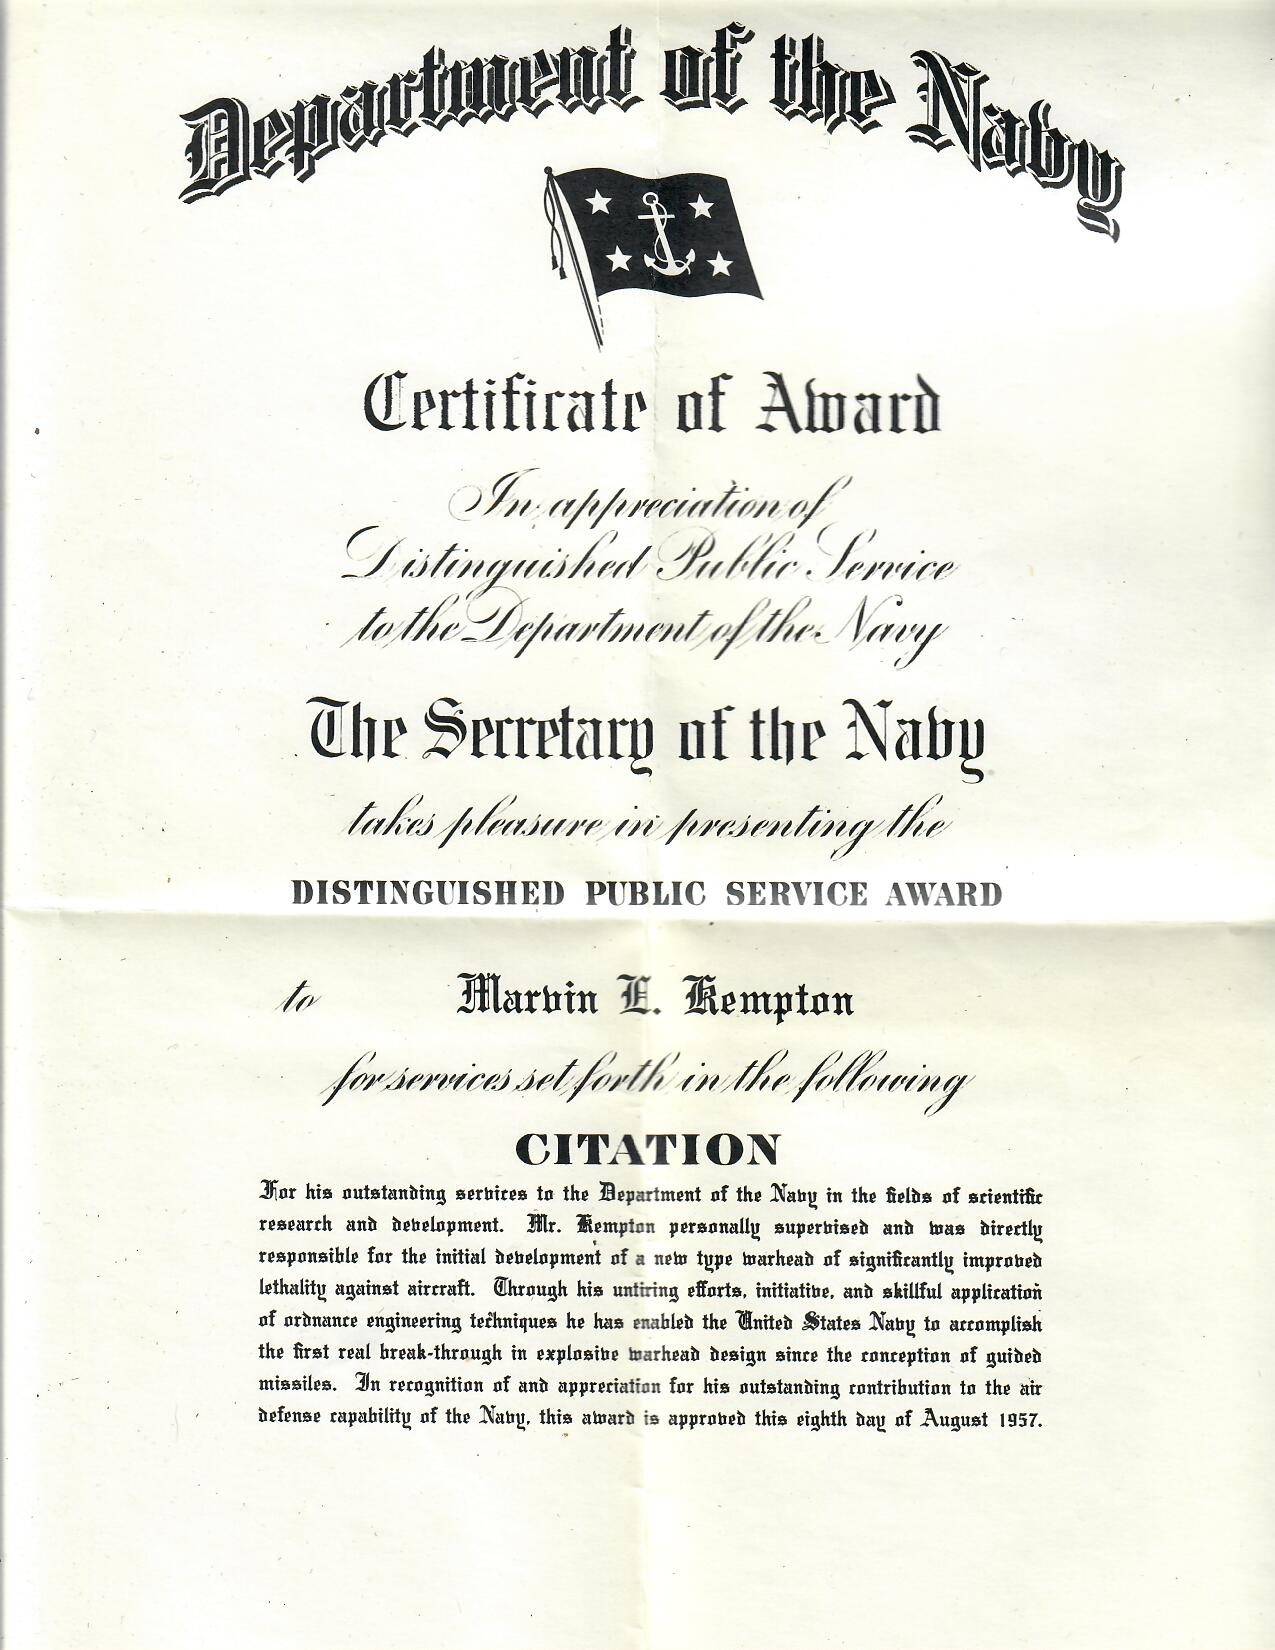 Department of the Navy
Certificate of Award
In appreciation of
Distinguished Public Service
to the Department of the Navy
The Secretary of the Navy
takes pleasure in presenting the
DISTINGUISHED PUBLIC SERVICE AWARD
to Marvin L. Kempton
for services set forth in the following
CITATION
For his outstanding services to the Department of the Navy in the fields of scientific
research and development. Mr. Kempton personally supervised and was directly
responsible for the initial development of a new type warhead of significantly improved
lethality against aircraft. Through his untiring efforts, initiative, and skillful application
of ordnance engineering techniques he has enabled the United States Navy to accomplish
the first real break-through in explosive warhead design since the conception of guided
missiles. In recognition of and appreciation for his outstanding contribution to the air
defense capability of the Navy, this award is approved this eighth day of August 1957.